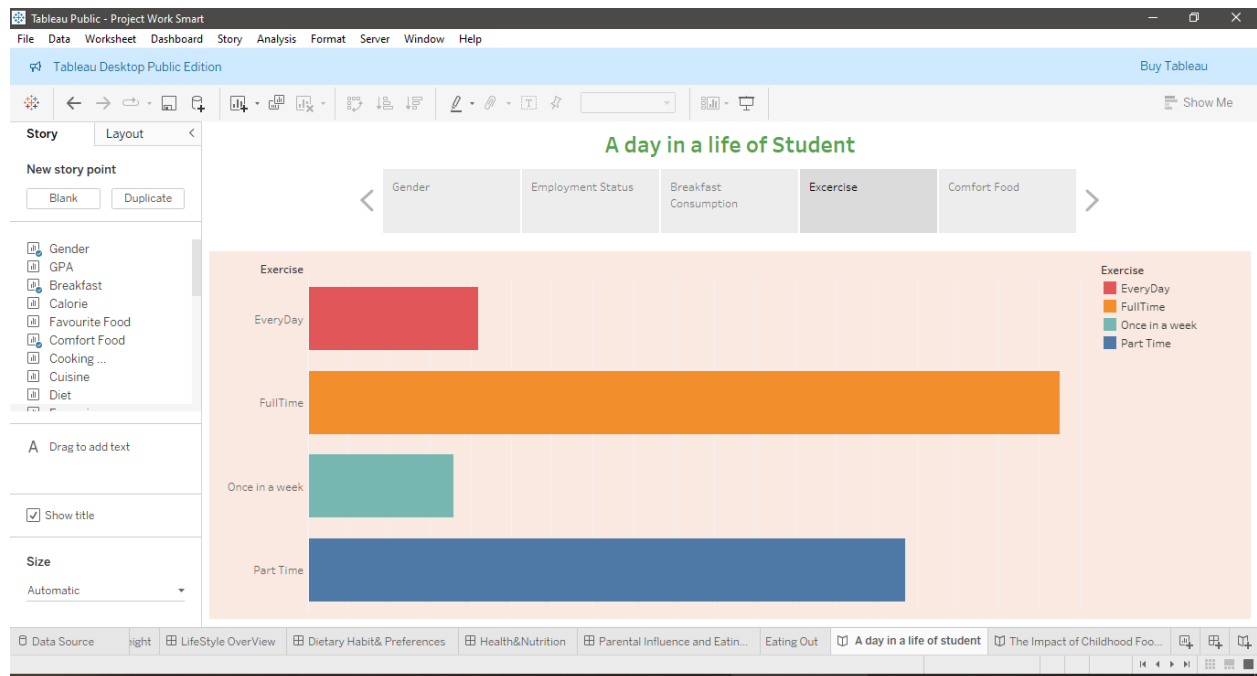 Tableau Public - Project Work Smart
File Data Worksheet Dashboard Story Analysis Format Server Window Help
Tableau Desktop Public Edition
Buy Tableau
Show Me
Story
Layout
New story point
Blank
Duplicate
Gender
GPA
Breakfast
Calorie
Favourite Food
Comfort Food
Cooking ...
Cuisine
Diet
A Drag to add text
Show title
Size
Automatic
A day in a life of Student
Gender
Employment Status
Breakfast
Consumption
Excercise
Comfort Food
Exercise
EveryDay
FullTime
Once in a week
Part Time
Exercise
EveryDay
FullTime
Once in a week
Part Time
Data Source
eight
LifeStyle OverView
Dietary Habit& Preferences
Health&Nutrition
Parental Influence and Eatin...
Eating Out
A day in a life of student
The Impact of Childhood Foo...